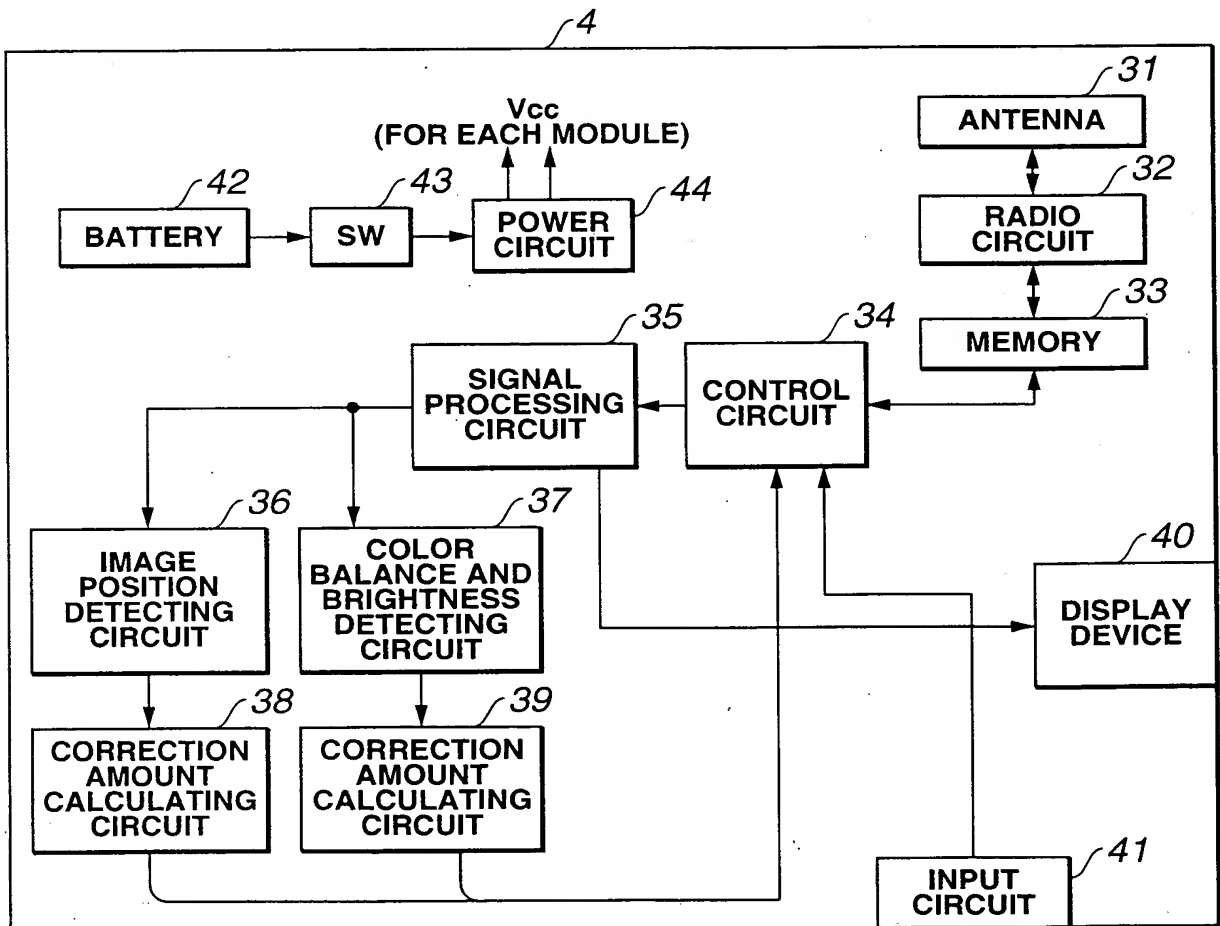 4
31
ANTENNA
Vcc
(FOR EACH MODULE)
42
BATTERY
43
SW
44
POWER
CIRCUIT
32
RADIO
CIRCUIT
33
MEMORY
35
SIGNAL
PROCESSING
CIRCUIT
34
CONTROL
CIRCUIT
36
IMAGE
POSITION
DETECTING
CIRCUIT
37
COLOR
BALANCE AND
BRIGHTNESS
DETECTING
CIRCUIT
40
DISPLAY
DEVICE
38
CORRECTION
AMOUNT
CALCULATING
CIRCUIT
39
CORRECTION
AMOUNT
CALCULATING
CIRCUIT
41
INPUT
CIRCUIT